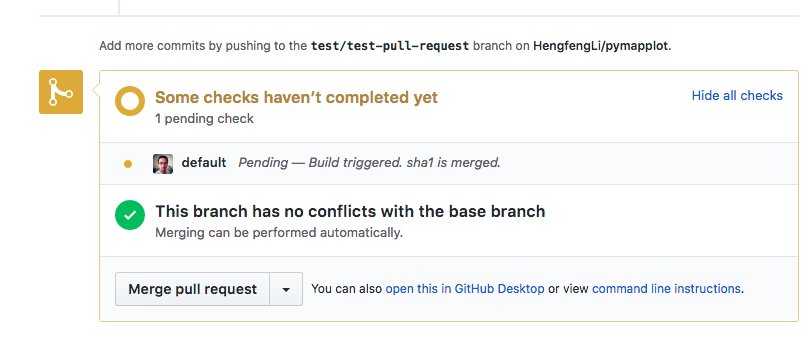 Add more commits by pushing to the test/test-pull-request branch on HengfengLi/pymapplot.
Some checks haven’t completed yet
Hide all checks
1 pending check
default Pending — Build triggered. sha1 is merged.
This branch has no conflicts with the base branch
Merging can be performed automatically.
Merge pull request You can also open this in GitHub Desktop or view command line instructions.